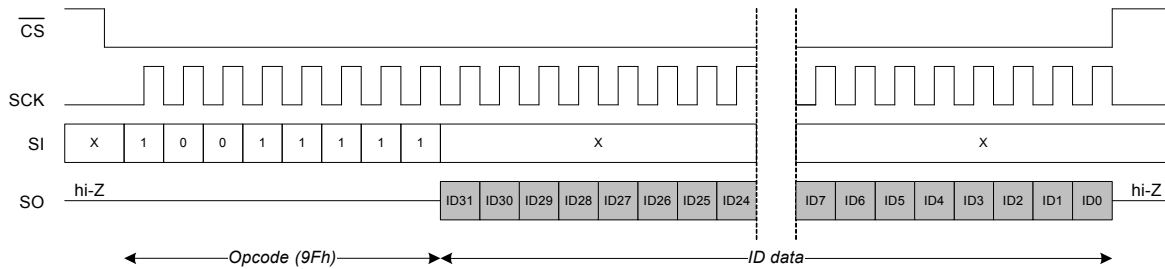 CS
SCK
SI X 1 0 0 1 1 1 1 1 X X
hi-Z hi-Z
SO ID31 ID30 ID29 ID28 ID27 ID26 ID25 ID24 ID7 ID6 ID5 ID4 ID3 ID2 ID1 ID0
Opcode (9Fh) ID data